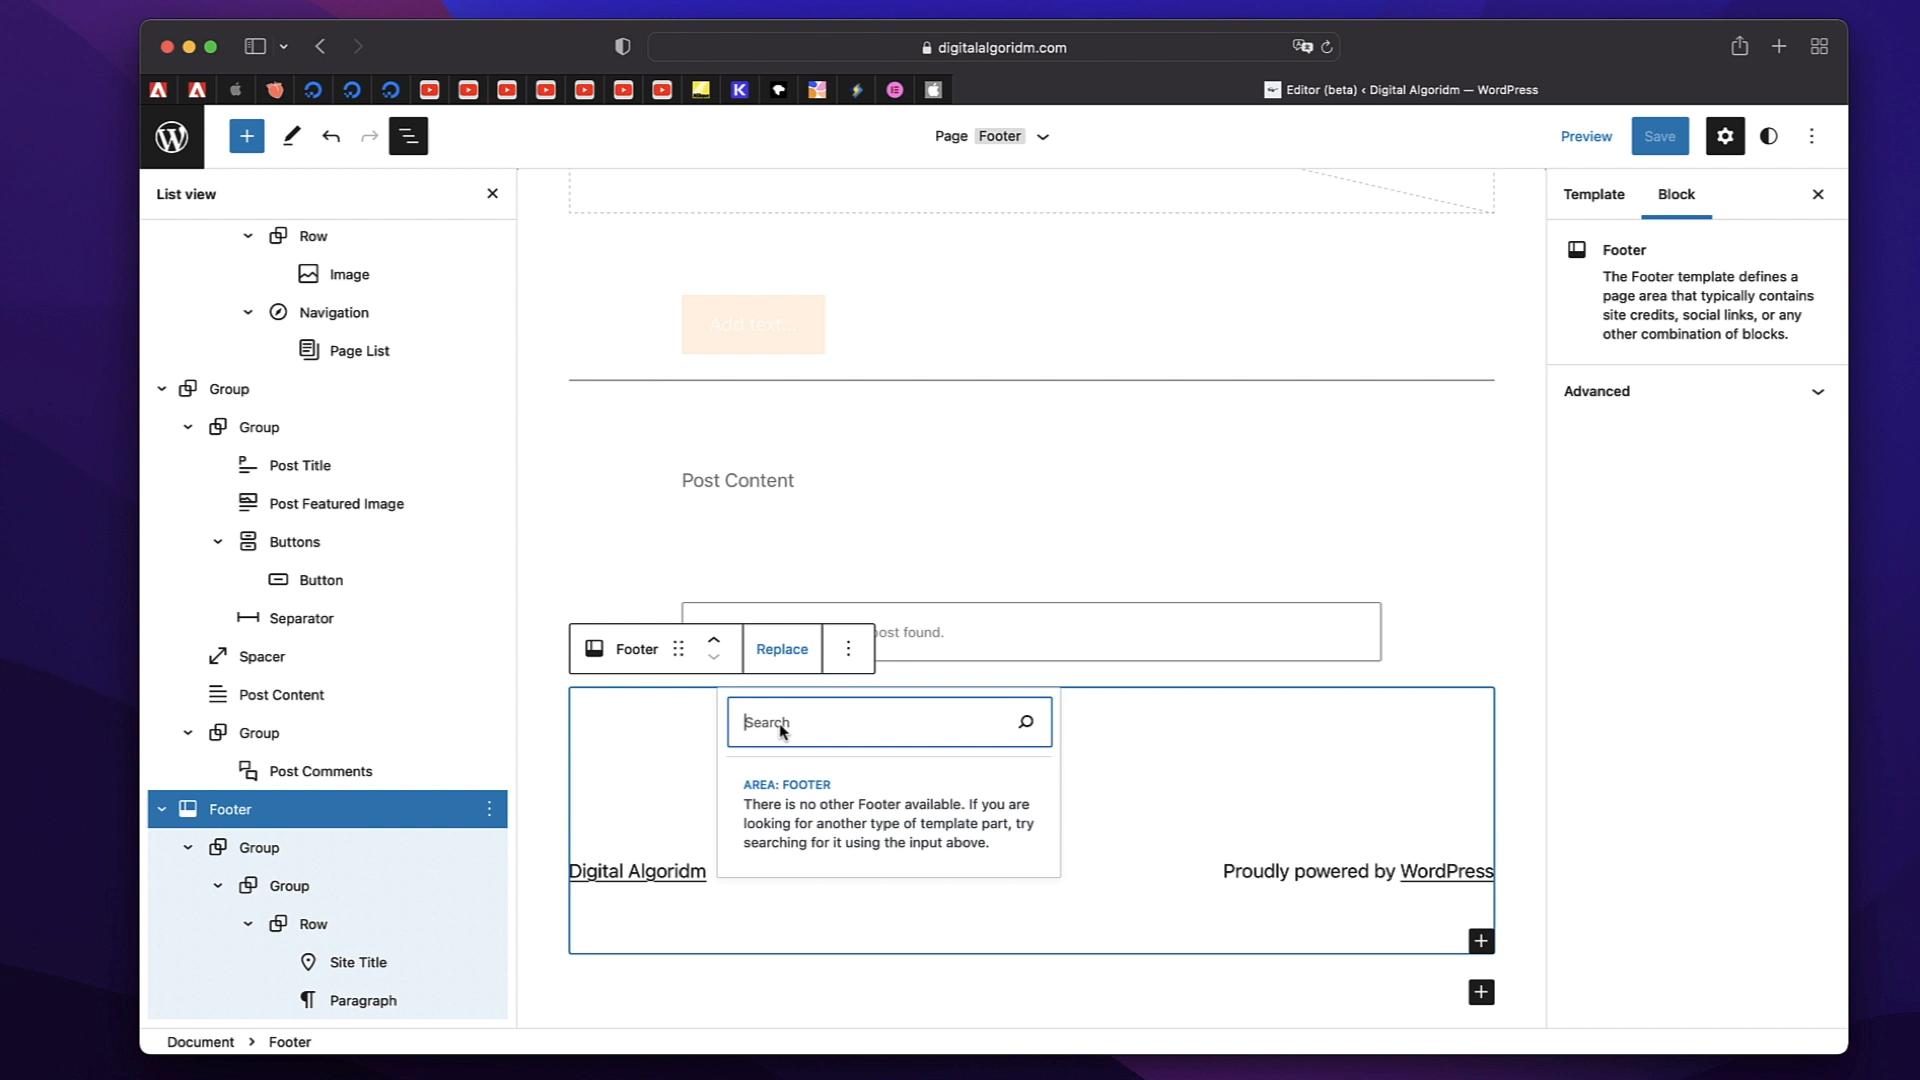 digitalalgoridm.com
Editor (beta) ‹ Digital Algoridm — WordPress
Page Footer
Preview
Save
List view
Row
Image
Navigation
Page List
Group
Group
Post Title
Post Featured Image
Buttons
Button
Separator
Spacer
Post Content
Group
Post Comments
Footer
Group
Group
Row
Site Title
Paragraph
Add text...
Post Content
post found.
Footer
Replace
Search
AREA: FOOTER
There is no other Footer available. If you are
looking for another type of template part, try
searching for it using the input above.
Digital Algoridm
Proudly powered by WordPress
Template
Block
Footer
The Footer template defines a
page area that typically contains
site credits, social links, or any
other combination of blocks.
Advanced
Document > Footer